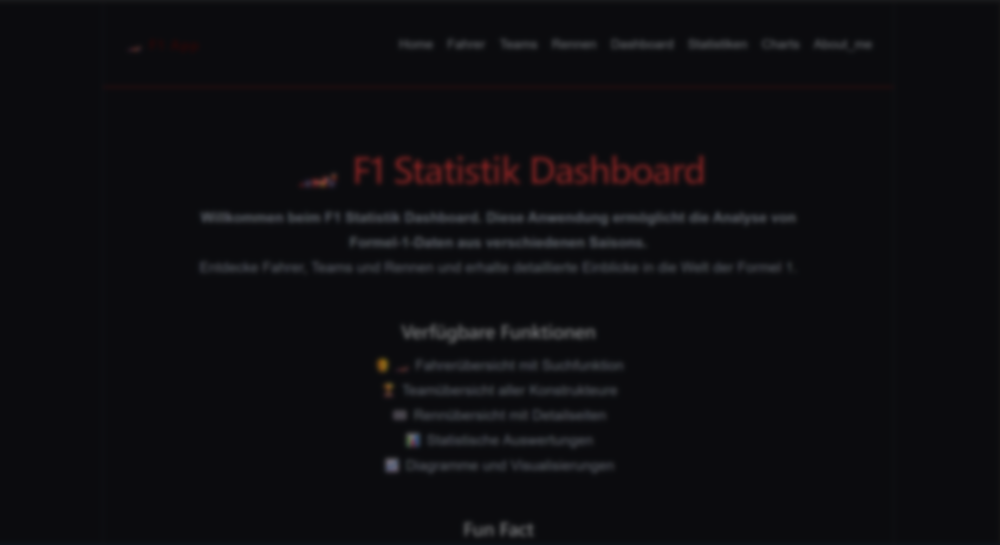 F1 App
Home Fahrer Teams Rennen Dashboard Statistiken Charts About_me
F1 Statistik Dashboard
Willkommen beim F1 Statistik Dashboard. Diese Anwendung ermöglicht die Analyse von
Formel-1-Daten aus verschiedenen Saisons.
Entdecke Fahrer, Teams und Rennen und erhalte detaillierte Einblicke in die Welt der Formel 1.
Verfügbare Funktionen
Fahrerübersicht mit Suchfunktion
Teamübersicht aller Konstrukteure
Rennübersicht mit Detailseiten
Statistische Auswertungen
Diagramme und Visualisierungen
Fun Fact